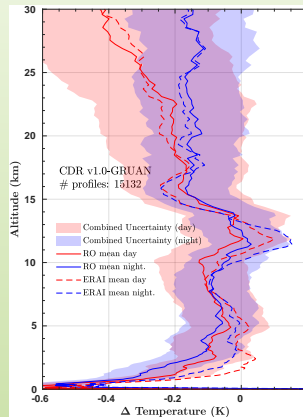 30
25
20
15
10
5
0
Altitude (km)
CDR v1.0-GRUAN
# profiles: 15132
Combined Uncertainty (day)
Combined Uncertainty (night)
RO mean day
RO mean night.
ERAI mean day
ERAI mean night.
-0.6 -0.4 -0.2 0
Δ Temperature (K)